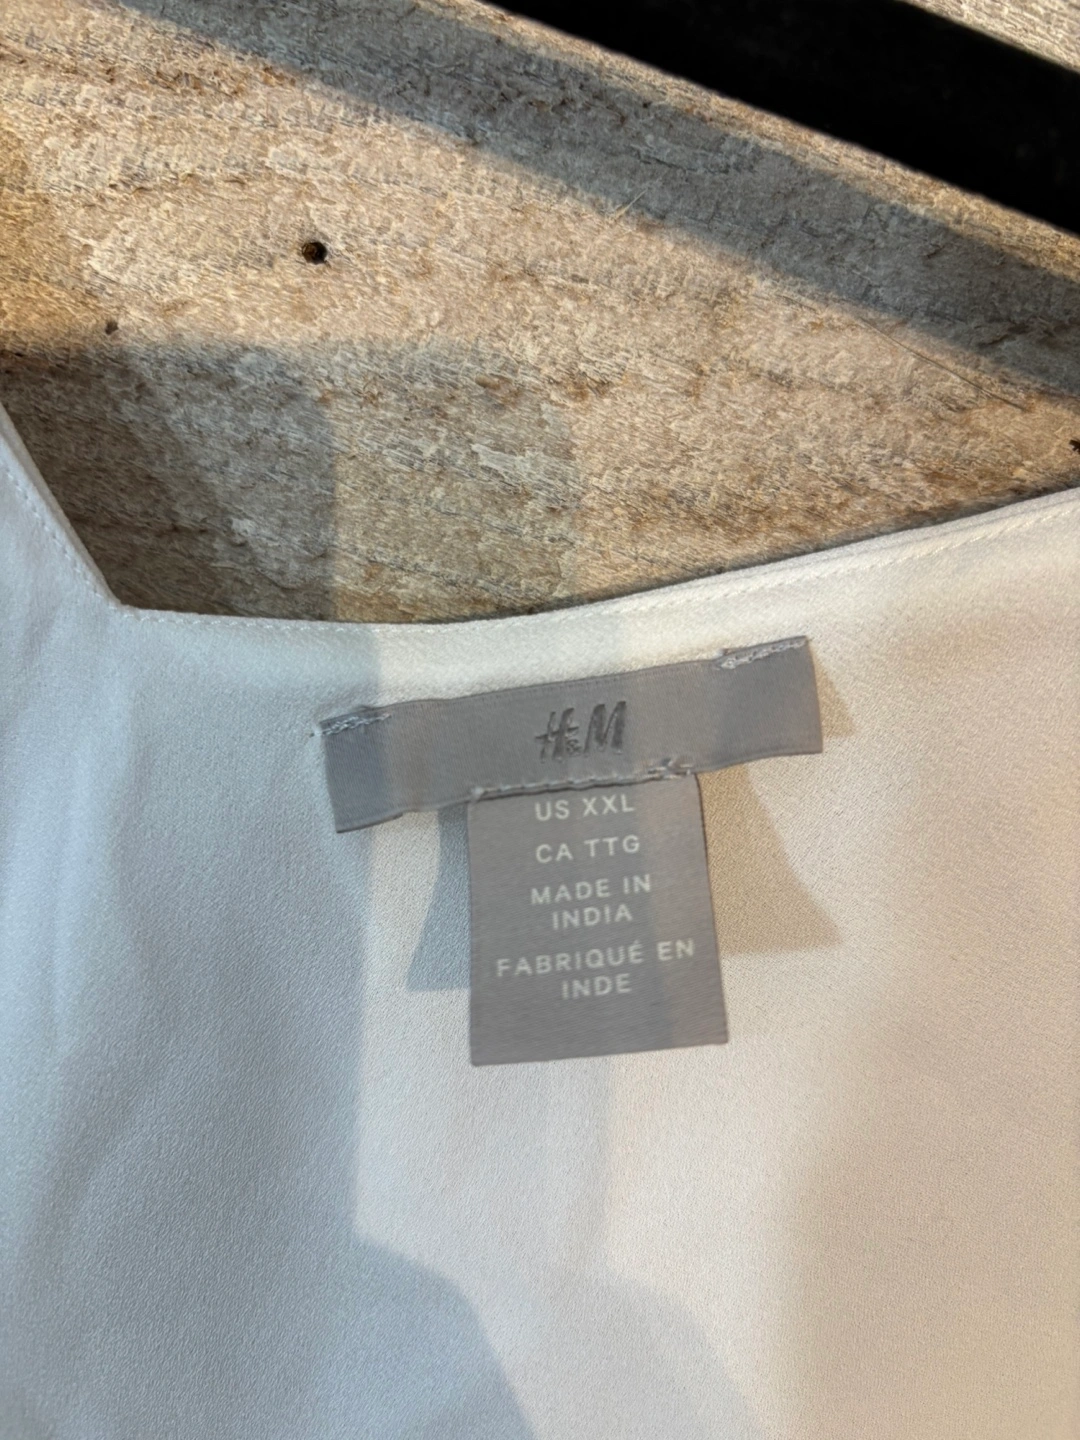 H&M
US XXL
CA TTG
MADE IN
INDIA
FABRIQUÉ EN
INDE